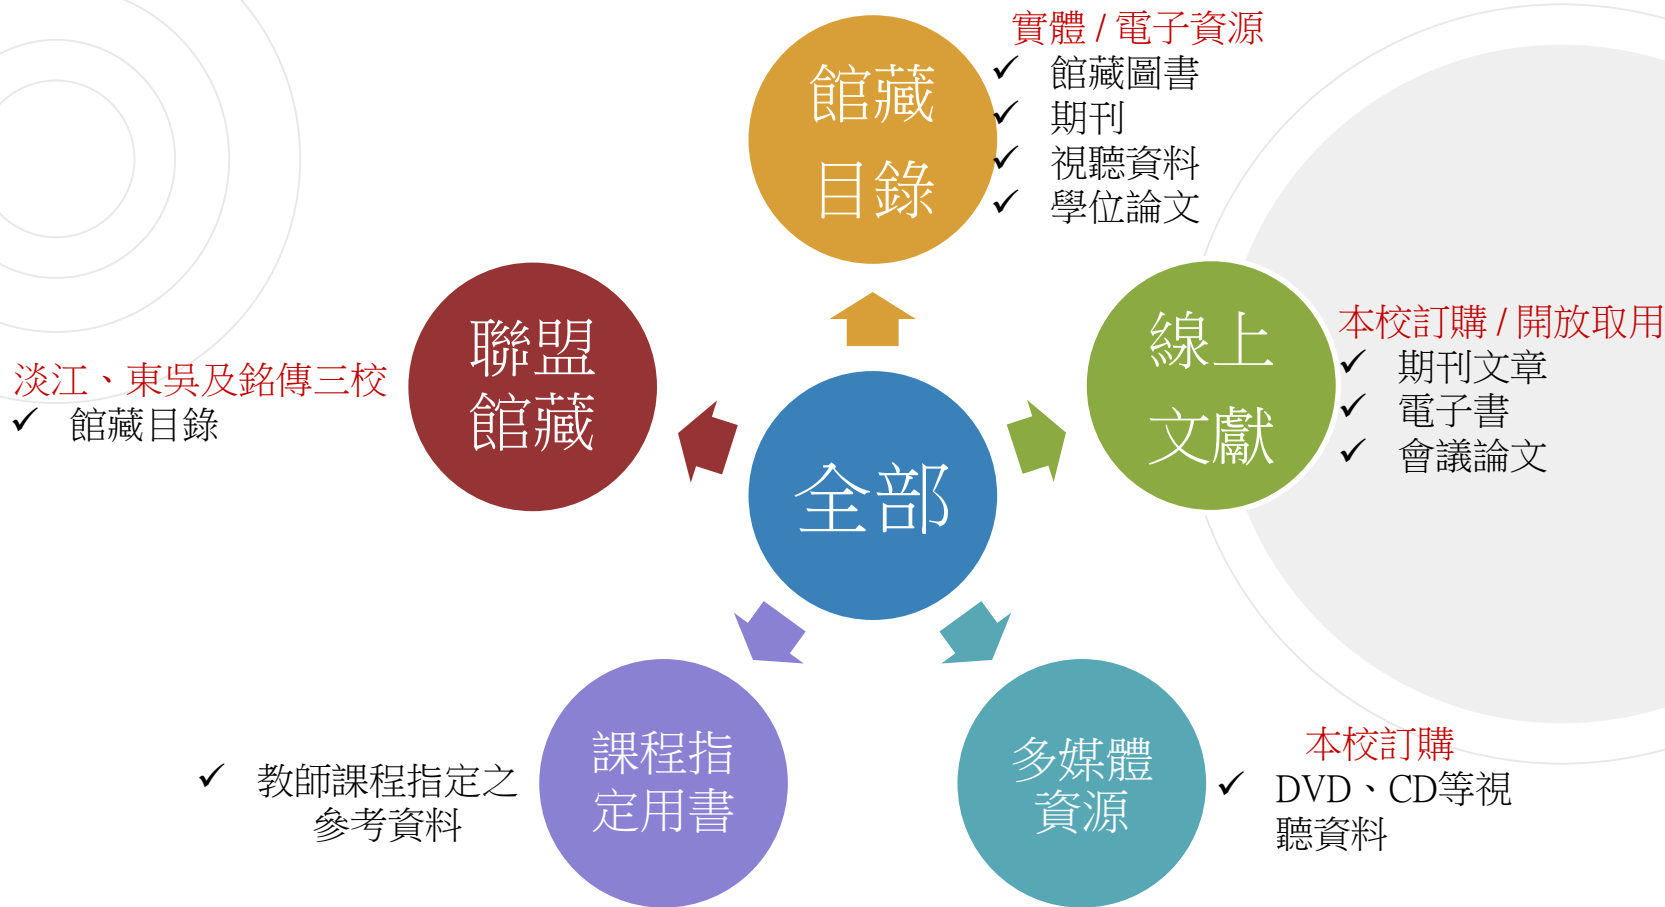 實體 / 電子資源
✓ 館藏圖書
✓ 期刊
✓ 視聽資料
✓ 學位論文
館藏
目錄
聯盟
館藏
淡江、東吳及銘傳三校
✓ 館藏目錄
線上
文獻
本校訂購 / 開放取用
✓ 期刊文章
✓ 電子書
✓ 會議論文
全部
課程指
定用書
✓ 教師課程指定之
參考資料
多媒體
資源
本校訂購
✓ DVD、CD等視
聽資料